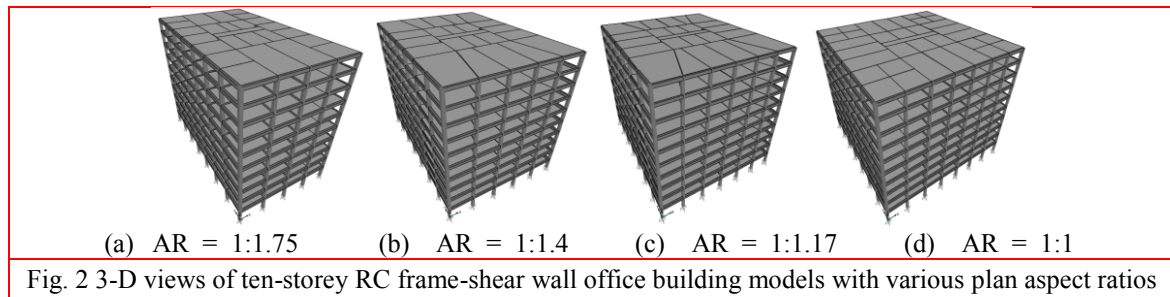 (a) AR = 1:1.75 (b) AR = 1:1.4 (c) AR = 1:1.17 (d) AR = 1:1
Fig. 2 3-D views of ten-storey RC frame-shear wall office building models with various plan aspect ratios